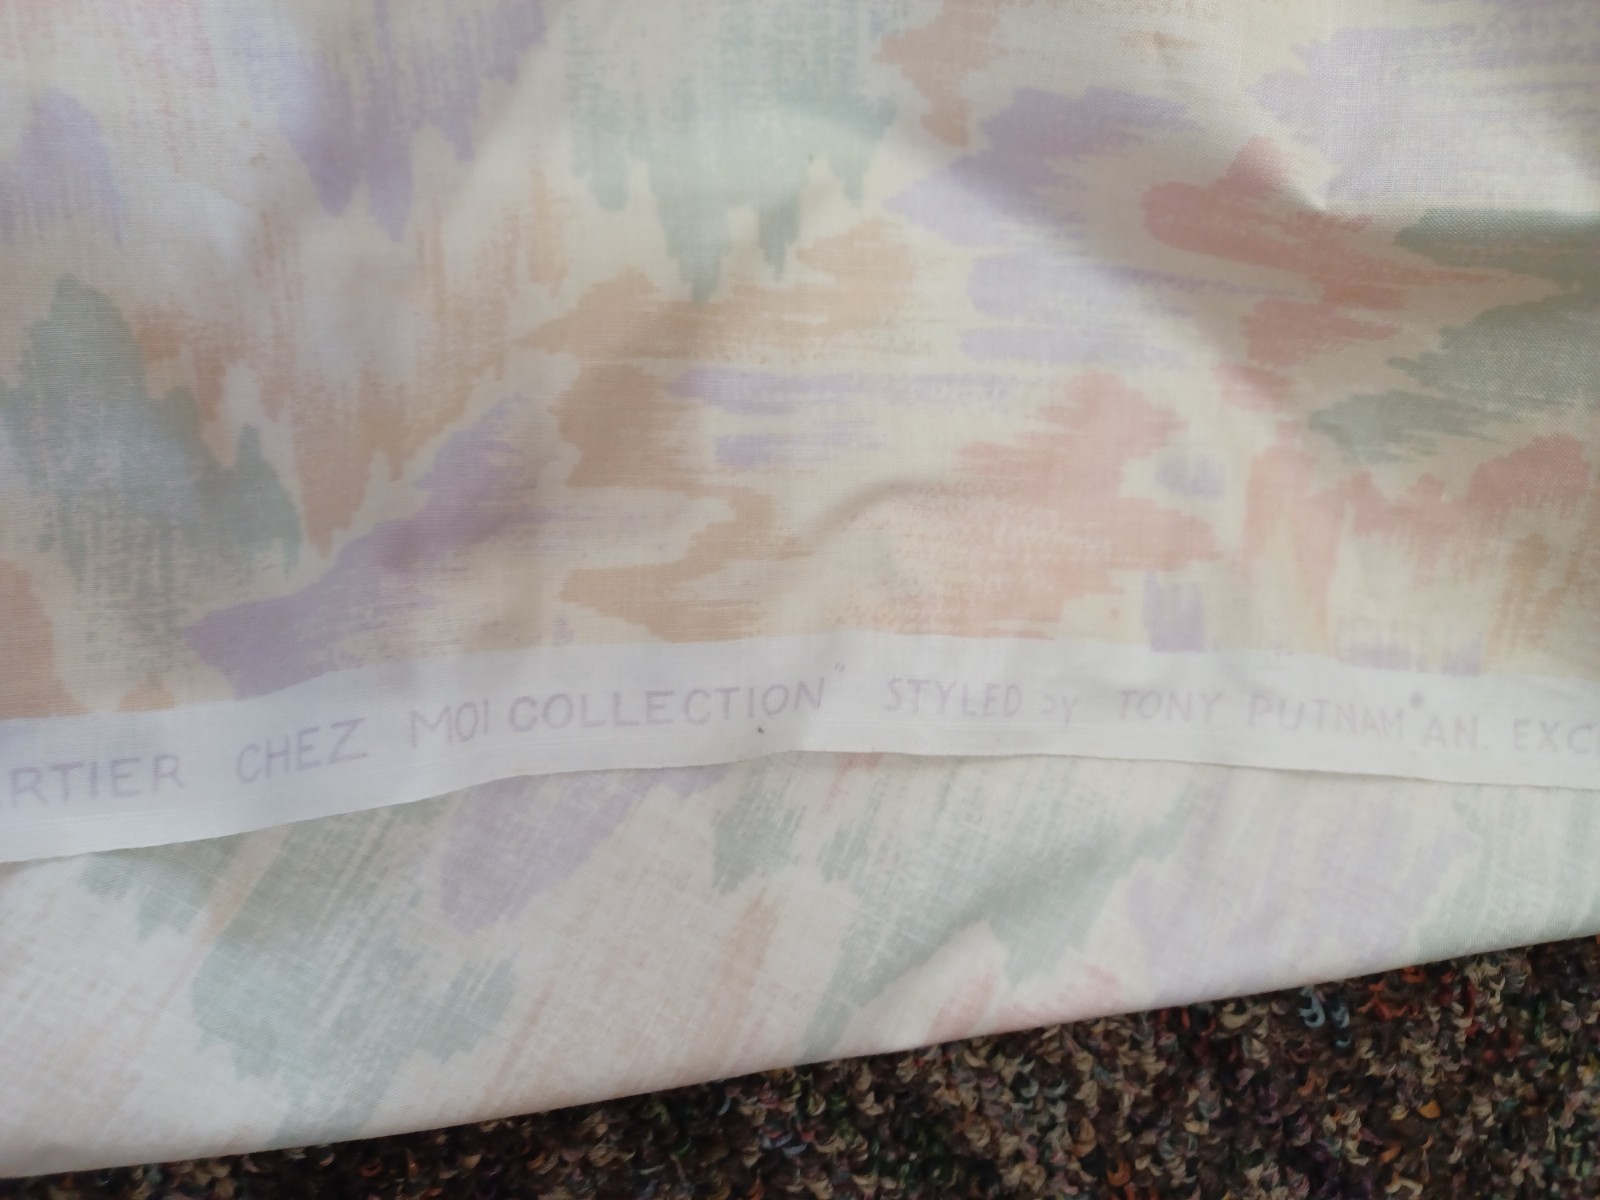 RTIER CHEZ MOI COLLECTION" STYLED by TONY PUTNAM" AN EXC